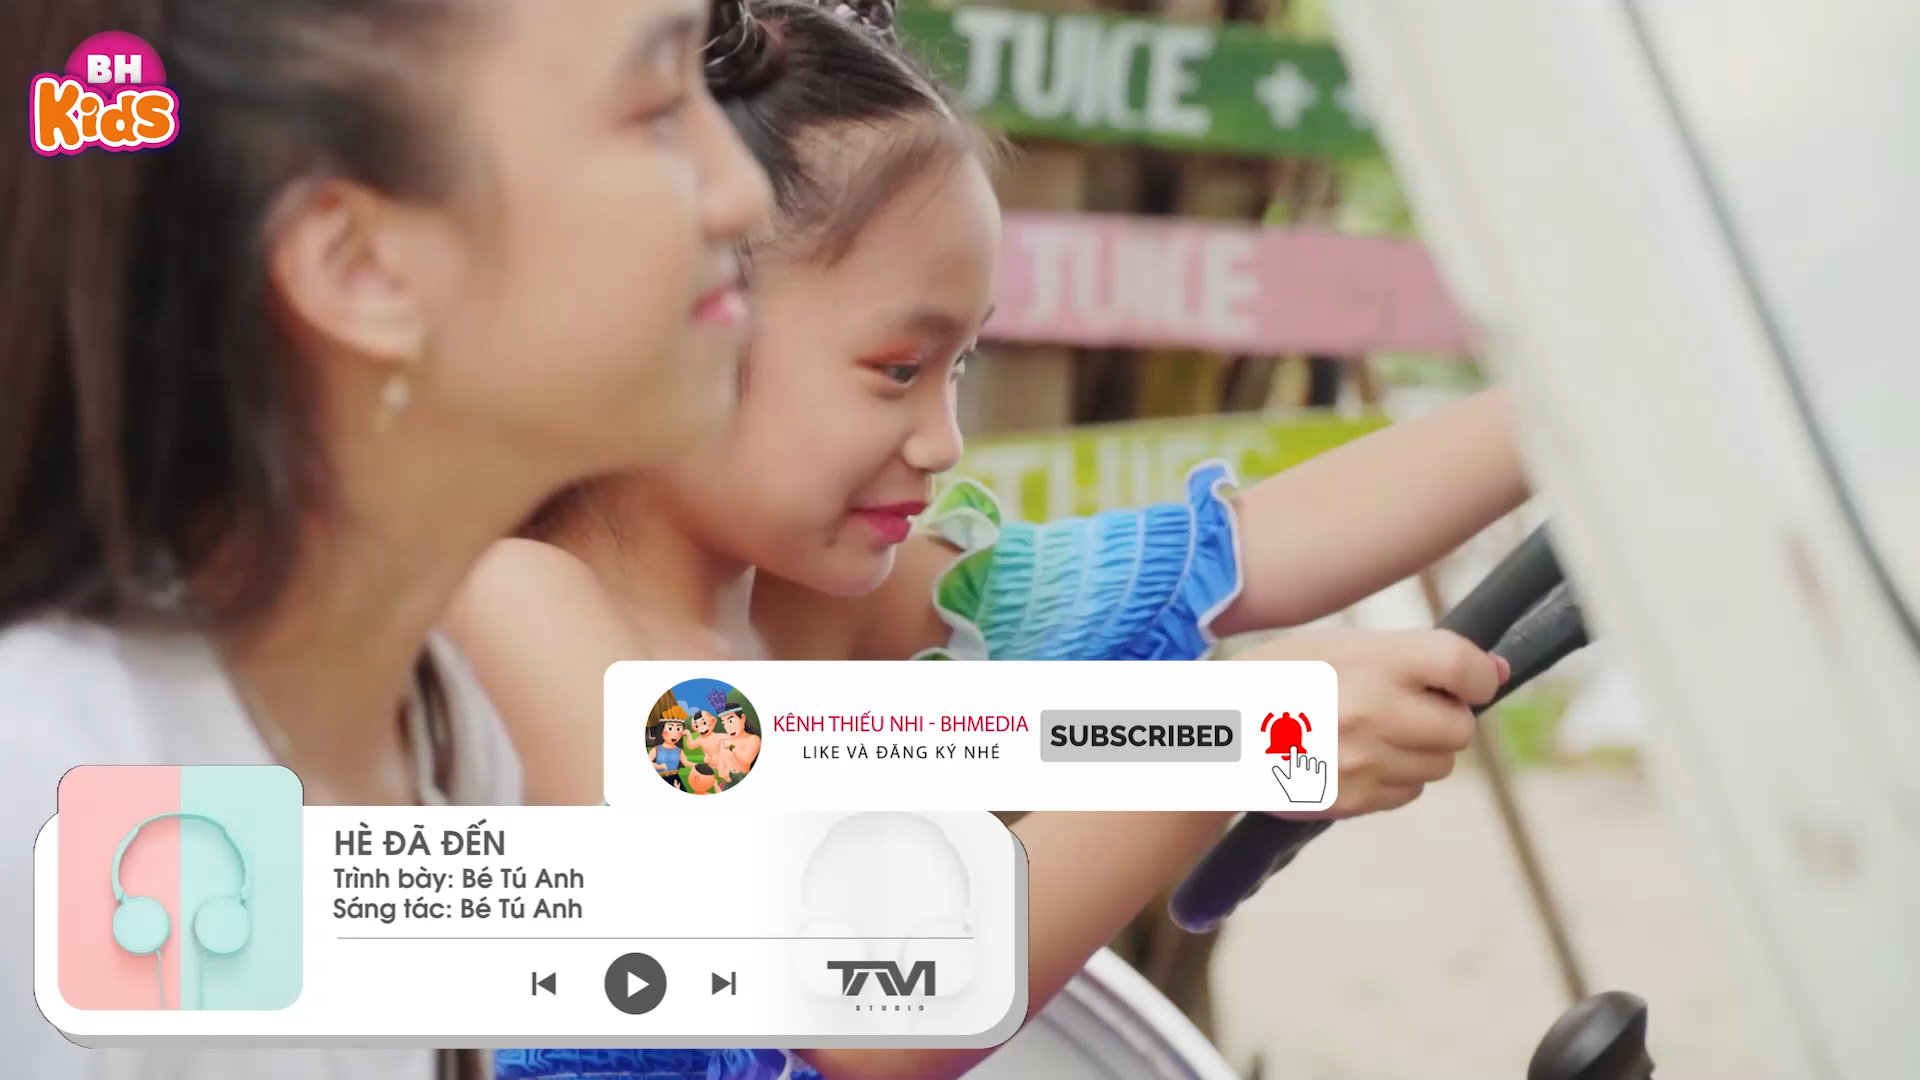 BH
Kids
JUICE + +
JUICE
KÊNH THIẾU NHI - BHMEDIA
LIKE VÀ ĐĂNG KÝ NHÉ
SUBSCRIBED
HÈ ĐÃ ĐẾN
Trình bày: Bé Tú Anh
Sáng tác: Bé Tú Anh
TAM
STUDIO